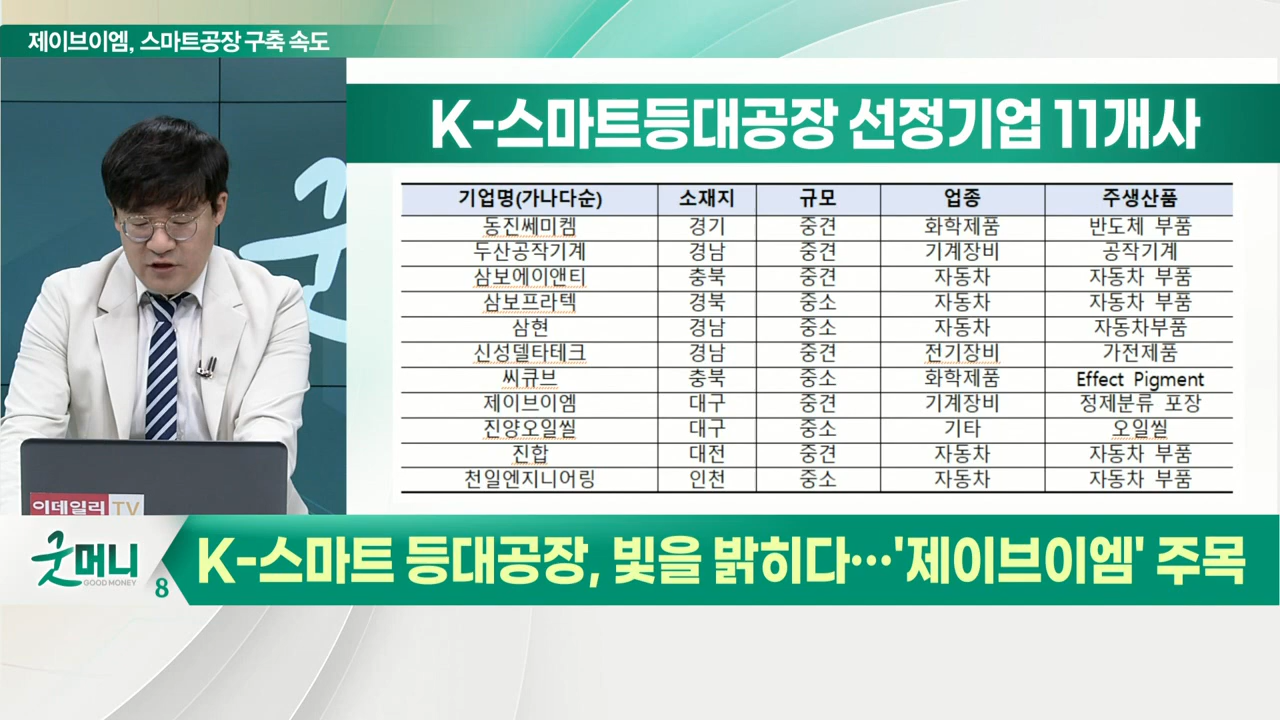 제이브이엠, 스마트공장 구축 속도
K-스마트등대공장 선정기업 11개사
기업명(가나다순) 소재지 규모 업종 주생산품
동진쎄미켐 경기 중견 화학제품 반도체 부품
두산공작기계 경남 중견 기계장비 공작기계
삼보에이앤티 충북 중견 자동차 자동차 부품
삼보프라텍 경북 중소 자동차 자동차 부품
삼현 경남 중소 자동차 자동차부품
신성델타테크 경남 중견 전기장비 가전제품
씨큐브 충북 중소 화학제품 Effect Pigment
제이브이엠 대구 중견 기계장비 정제분류 포장
진양오일씰 대구 중소 기타 오일씰
진합 대전 중견 자동차 자동차 부품
천일엔지니어링 인천 중소 자동차 자동차 부품
이데일리 TV
굿머니
GOOD MONEY
8
K-스마트 등대공장, 빛을 밝히다…'제이브이엠' 주목